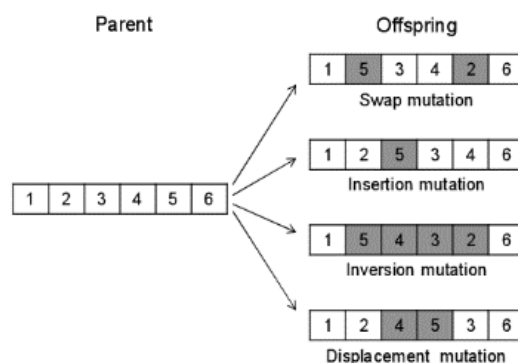 Parent
Offspring
1 5 3 4 2 6
Swap mutation
1 2 5 3 4 6
Insertion mutation
1 2 3 4 5 6
1 5 4 3 2 6
Inversion mutation
1 2 4 5 3 6
Displacement mutation